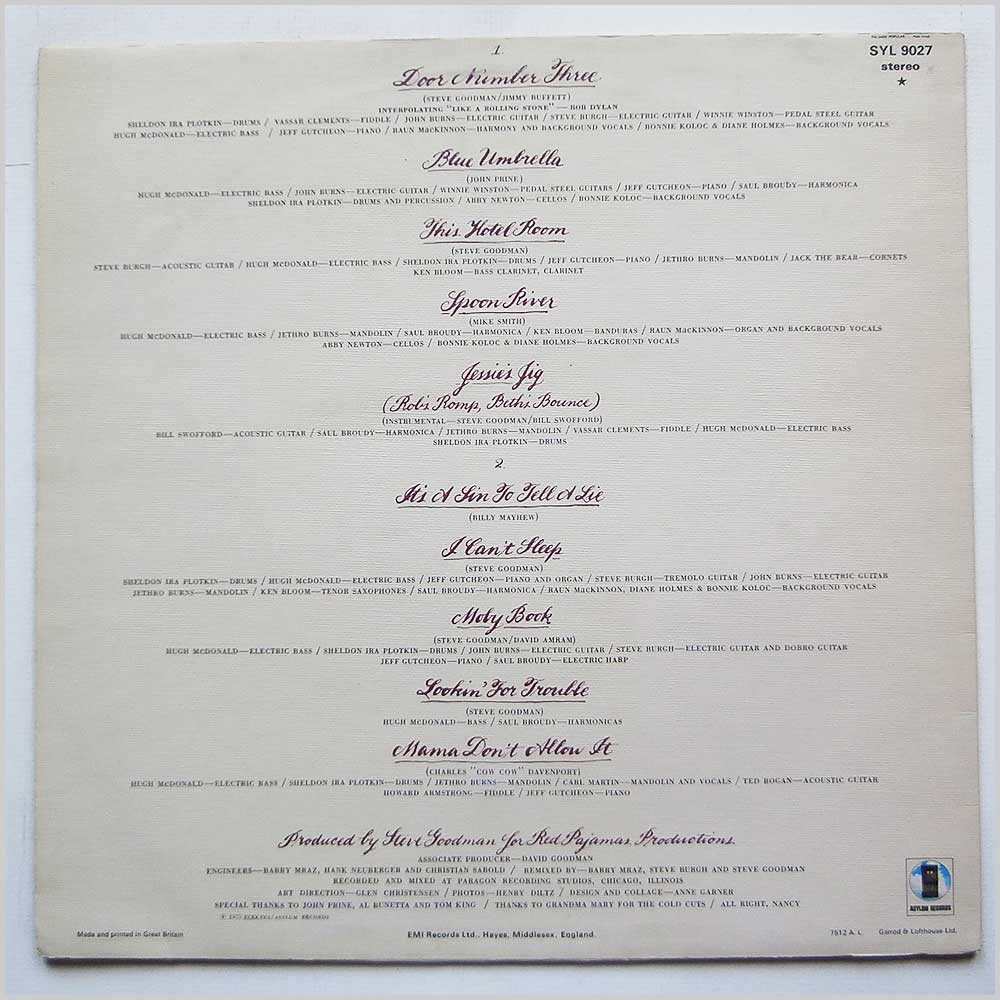 1.
SYL 9027
stereo
★
Door Number Three
(STEVE GOODMAN/JIMMY BUFFETT)
INTERPOLATING "LIKE A ROLLING STONE"—BOB DYLAN
SHELDON IRA PLOTKIN—DRUMS / VASSAR CLEMENTS—FIDDLE / JOHN BURNS—ELECTRIC GUITAR / STEVE BURGH—ELECTRIC GUITAR / WINNIE WINSTON—PEDAL STEEL GUITAR
HUGH McDONALD—ELECTRIC BASS / JEFF GUTCHEON—PIANO / RAUN MacKINNON—HARMONY AND BACKGROUND VOCALS / BONNIE KOLOC & DIANE HOLMES—BACKGROUND VOCALS
Blue Umbrella
(JOHN PRINE)
HUGH McDONALD—ELECTRIC BASS / JOHN BURNS—ELECTRIC GUITAR / WINNIE WINSTON—PEDAL STEEL GUITARS / JEFF GUTCHEON—PIANO / SAUL BROUDY—HARMONICA
SHELDON IRA PLOTKIN—DRUMS AND PERCUSSION / ABBY NEWTON—CELLOS / BONNIE KOLOC—BACKGROUND VOCALS
This Hotel Room
(STEVE GOODMAN)
STEVE BURGH—ACOUSTIC GUITAR / HUGH McDONALD—ELECTRIC BASS / SHELDON IRA PLOTKIN—DRUMS / JEFF GUTCHEON—PIANO / JETHRO BURNS—MANDOLIN / JACK THE BEAR—CORNETS
KEN BLOOM—BASS CLARINET, CLARINET
Spoon River
(MIKE SMITH)
HUGH McDONALD—ELECTRIC BASS / JETHRO BURNS—MANDOLIN / SAUL BROUDY—HARMONICA / KEN BLOOM—BANDURAS / RAUN MacKINNON—ORGAN AND BACKGROUND VOCALS
ABBY NEWTON—CELLOS / BONNIE KOLOC & DIANE HOLMES—BACKGROUND VOCALS
Jessie's Jig
(Rob's Romp, Beth's Bounce)
(INSTRUMENTAL—STEVE GOODMAN/BILL SWOFFORD)
BILL SWOFFORD—ACOUSTIC GUITAR / SAUL BROUDY—HARMONICA / JETHRO BURNS—MANDOLIN / VASSAR CLEMENTS—FIDDLE / HUGH McDONALD—ELECTRIC BASS
SHELDON IRA PLOTKIN—DRUMS
2.
It's A Sin To Tell A Lie
(BILLY MAYHEW)
I Can't Sleep
(STEVE GOODMAN)
SHELDON IRA PLOTKIN—DRUMS / HUGH McDONALD—ELECTRIC BASS / JEFF GUTCHEON—PIANO AND ORGAN / STEVE BURGH—TREMOLO GUITAR / JOHN BURNS—ELECTRIC GUITAR
JETHRO BURNS—MANDOLIN / KEN BLOOM—TENOR SAXOPHONES / SAUL BROUDY—HARMONICA / RAUN MacKINNON, DIANE HOLMES & BONNIE KOLOC—BACKGROUND VOCALS
Moby Book
(STEVE GOODMAN/DAVID AMRAM)
HUGH McDONALD—ELECTRIC BASS / SHELDON IRA PLOTKIN—DRUMS / JOHN BURNS—ELECTRIC GUITAR / STEVE BURGH—ELECTRIC GUITAR AND DOBRO GUITAR
JEFF GUTCHEON—PIANO / SAUL BROUDY—ELECTRIC HARP
Lookin' For Trouble
(STEVE GOODMAN)
HUGH McDONALD—BASS / SAUL BROUDY—HARMONICAS
Mama Don't Allow It
(CHARLES "COW COW" DAVENPORT)
HUGH McDONALD—ELECTRIC BASS / SHELDON IRA PLOTKIN—DRUMS / JETHRO BURNS—MANDOLIN / CARL MARTIN—MANDOLIN AND VOCALS / TED BOGAN—ACOUSTIC GUITAR
HOWARD ARMSTRONG—FIDDLE / JEFF GUTCHEON—PIANO
Produced by Steve Goodman for Red Pajamas Productions
ASSOCIATE PRODUCER—DAVID GOODMAN
ENGINEERS—BARRY MRAZ, HANK NEUBERGER AND CHRISTIAN SABOLD / REMIXED BY—BARRY MRAZ, STEVE BURGH AND STEVE GOODMAN
RECORDED AND MIXED AT PARAGON RECORDING STUDIOS, CHICAGO, ILLINOIS
ART DIRECTION—GLEN CHRISTENSEN / PHOTOS—HENRY DILTZ / DESIGN AND COLLAGE—ANNE GARNER
SPECIAL THANKS TO JOHN PRINE, AL BUNETTA AND TOM KING / THANKS TO GRANDMA MARY FOR THE COLD CUTS / ALL RIGHT, NANCY
℗ 1975 ELEKTRA/ASYLUM RECORDS
ASYLUM RECORDS
Made and printed in Great Britain
EMI Records Ltd., Hayes, Middlesex, England.
7512 A.L.
Garrod & Lofthouse Ltd.